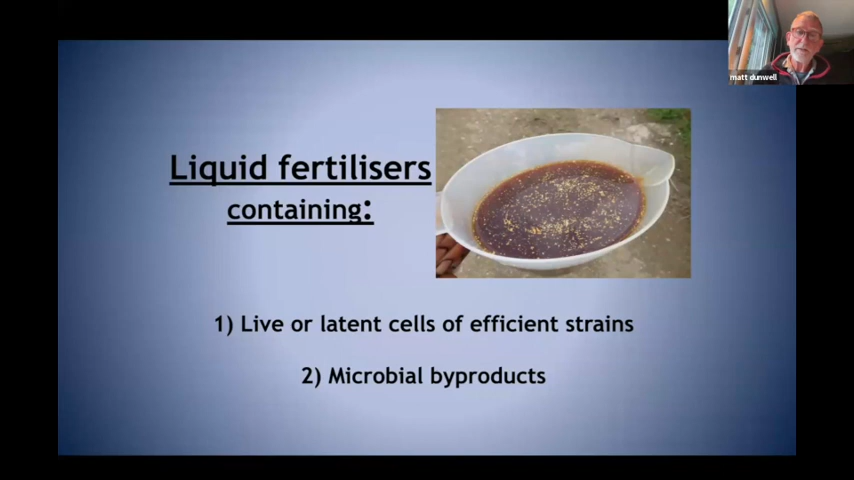 matt dunwell
Liquid fertilisers
containing:
1) Live or latent cells of efficient strains
2) Microbial byproducts